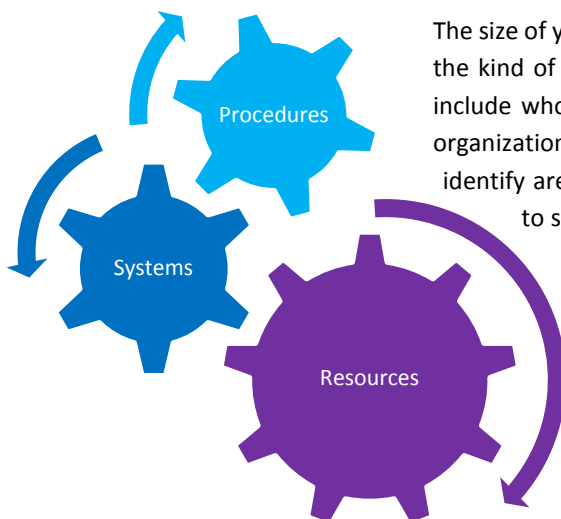 The size of
the kind of
include who
organization
identify are
to s
Procedures
Systems
Resources